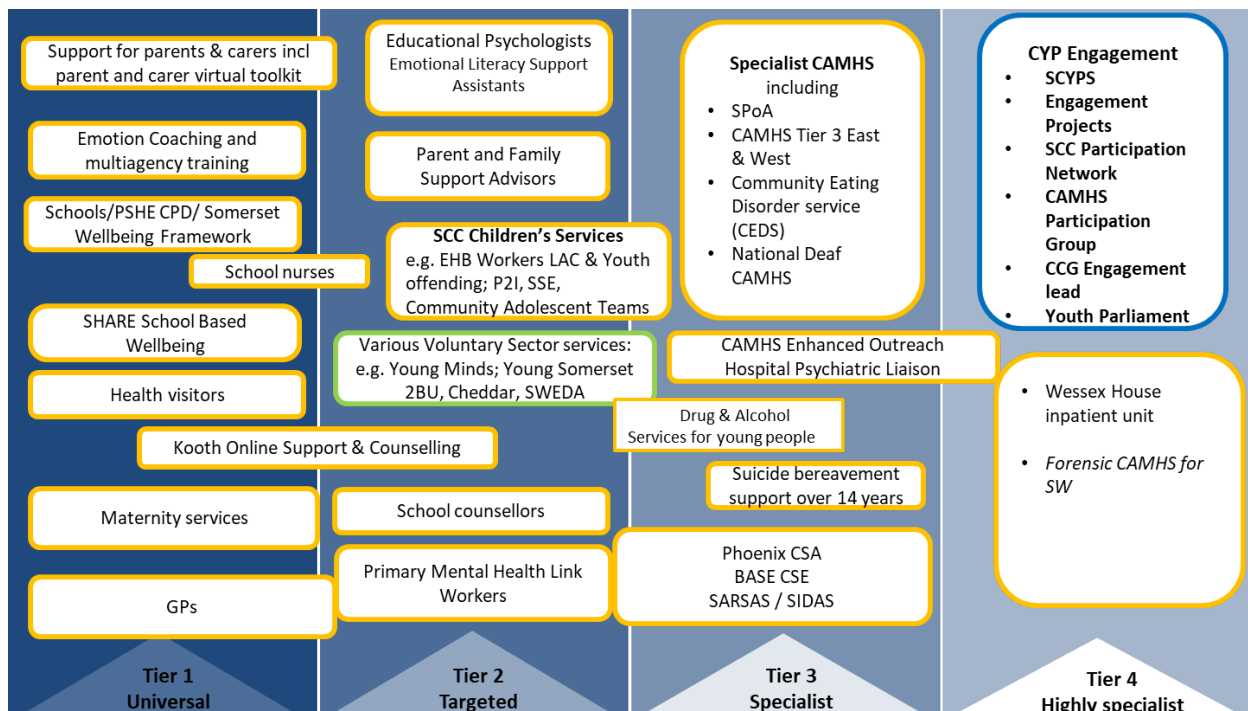 Support for parents & carers incl
parent and carer virtual toolkit
Emotion Coaching and
multiagency training
Schools/PSHE CPD/ Somerset
Wellbeing Framework
School nurses
SHARE School Based
Wellbeing
Health visitors
Kooth Online Support & Counselling
Maternity services
GPs
Tier 1
Universal
Educational Psychologists
Emotional Literacy Support
Assistants
Parent and Family
Support Advisors
SCC Children's Services
e.g. EHB Workers LAC & Youth
offending; P2I, SSE,
Community Adolescent Teams
Various Voluntary Sector services:
e.g. Young Minds; Young Somerset
2BU, Cheddar, SWEDA
School counsellors
Primary Mental Health Link
Workers
Tier 2
Targeted
Specialist CAMHS
including
• SPoA
• CAMHS Tier 3 East
& West
• Community Eating
Disorder service
(CEDS)
• National Deaf
CAMHS
CAMHS Enhanced Outreach
Hospital Psychiatric Liaison
Drug & Alcohol
Services for young people
Suicide bereavement
support over 14 years
Phoenix CSA
BASE CSE
SARSAS / SIDAS
Tier 3
Specialist
CYP Engagement
• SCYPS
• Engagement
Projects
• SCC Participation
Network
• CAMHS
Participation
Group
• CCG Engagement
lead
• Youth Parliament
• Wessex House
inpatient unit
• Forensic CAMHS for
SW
Tier 4
Highly specialist